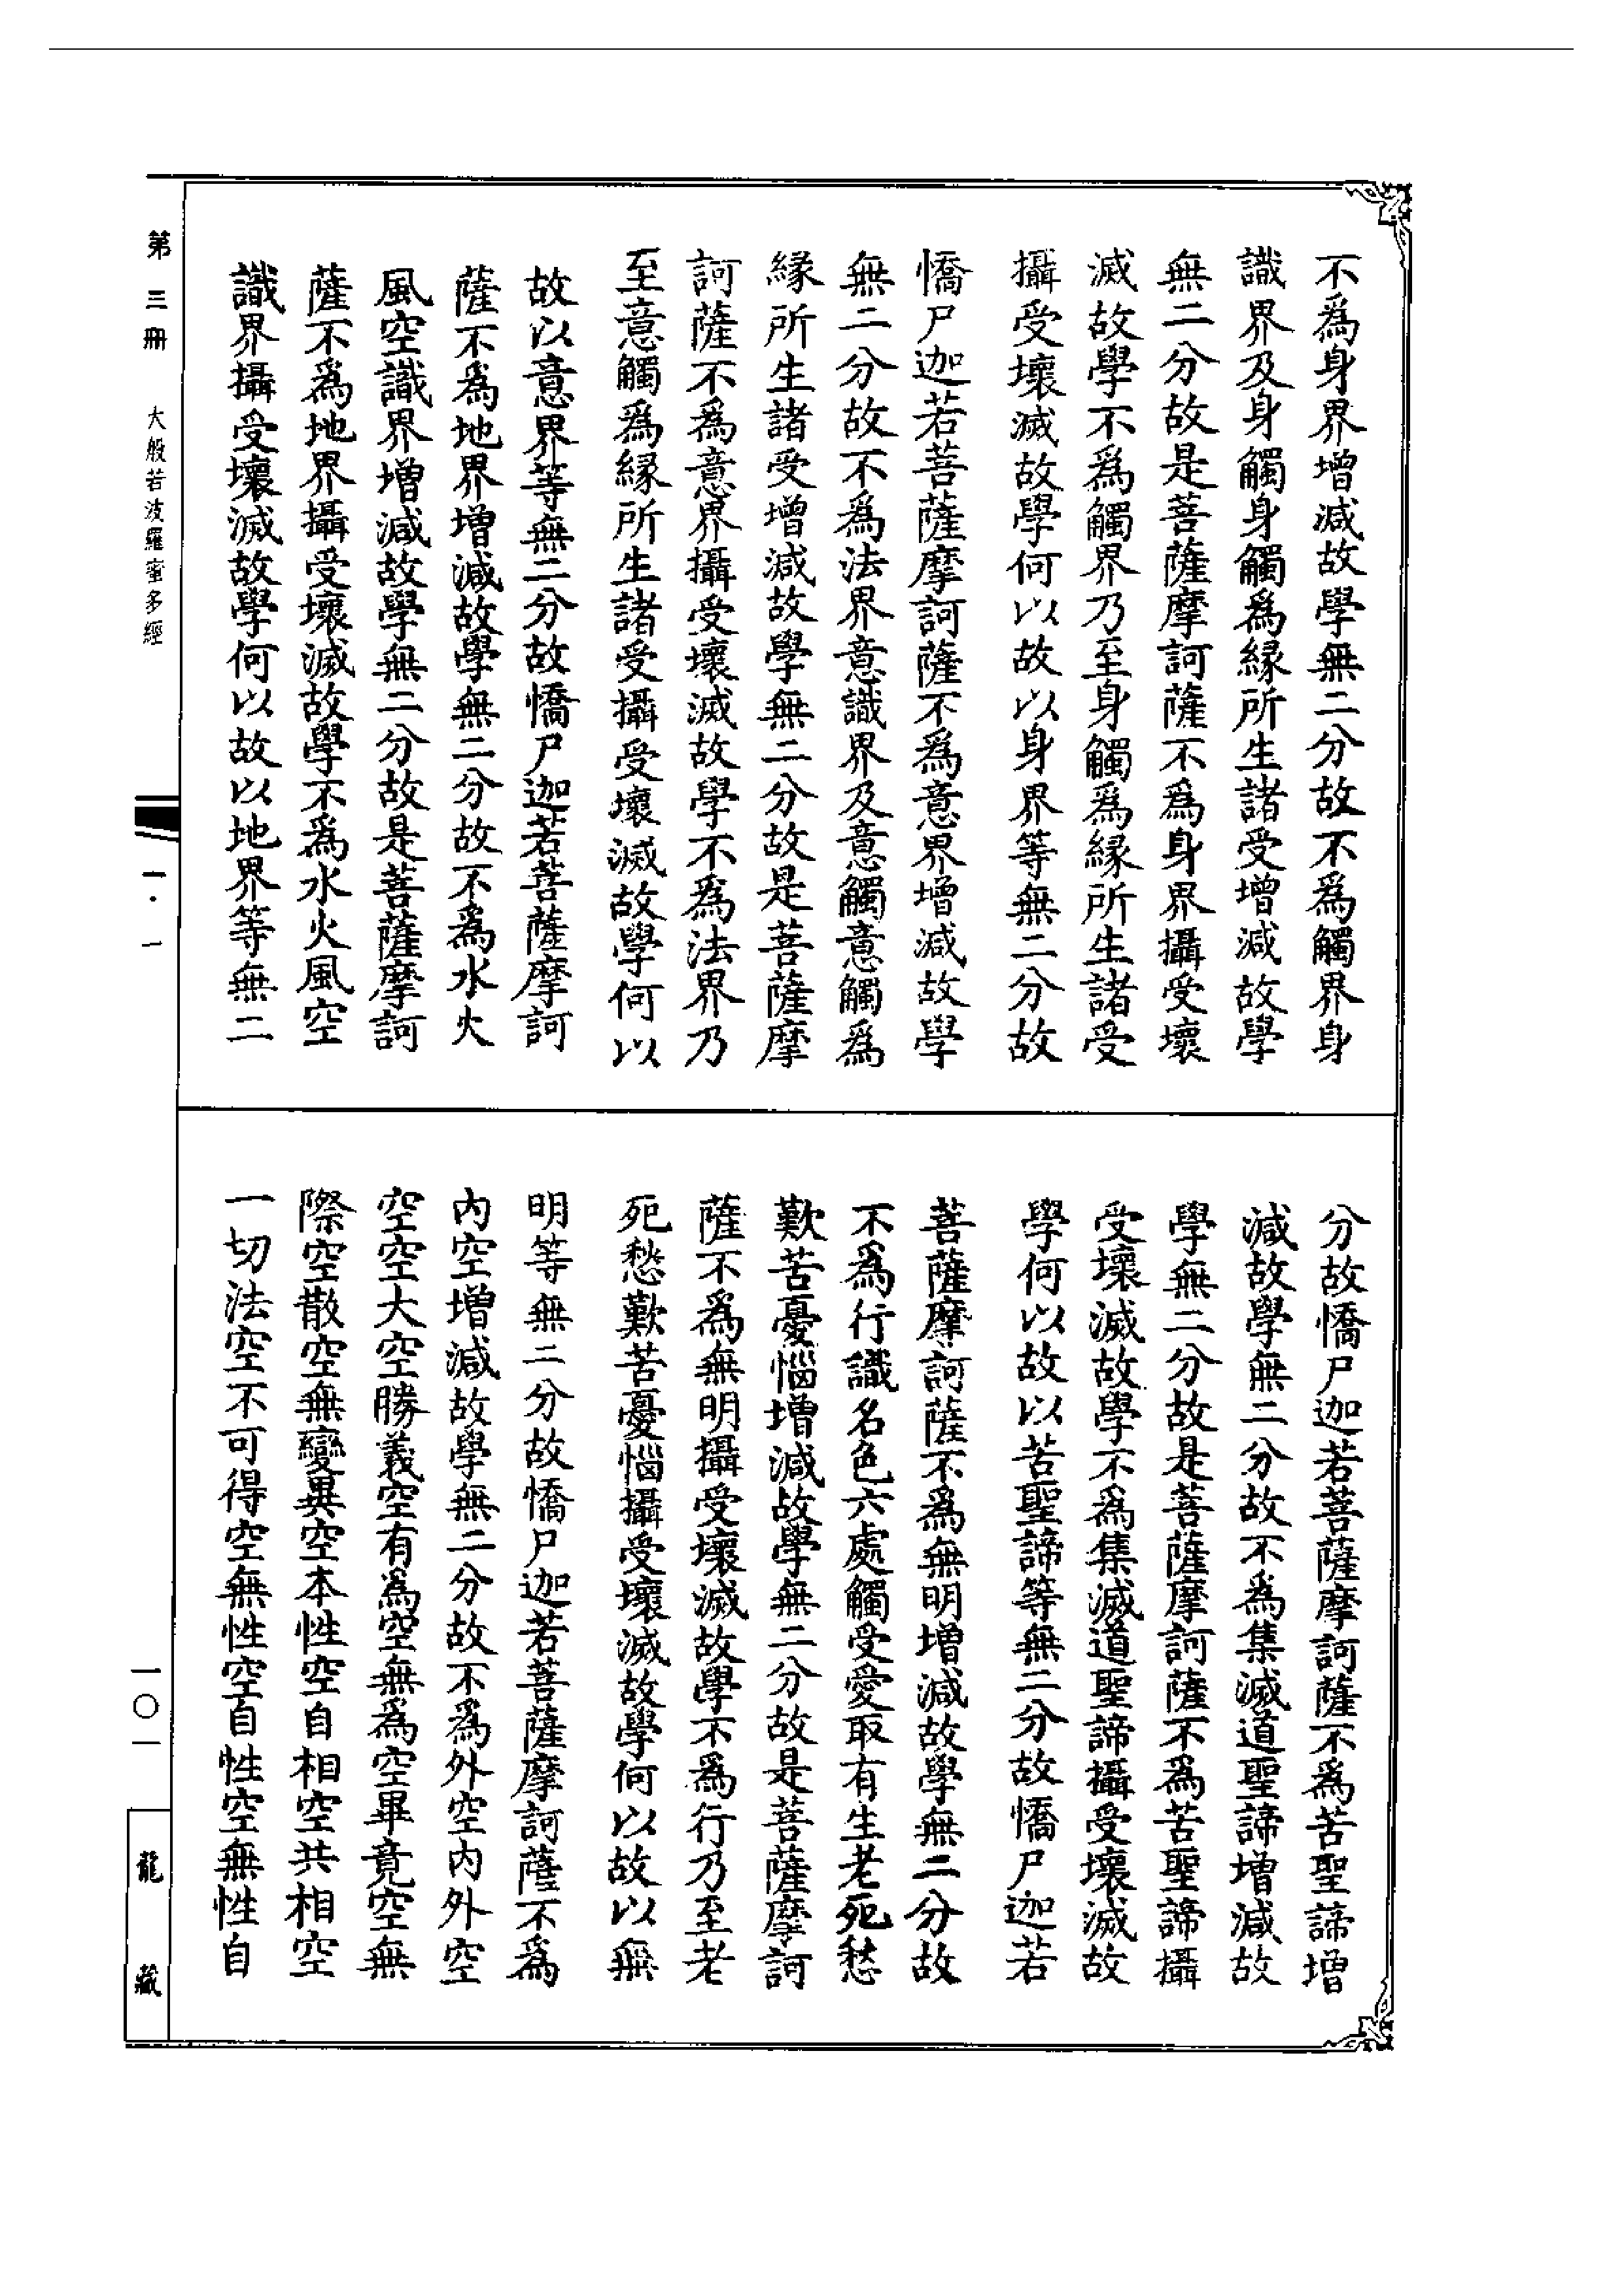 不爲身界增減故學無二分故不爲觸界身
識界及身觸身觸爲緣所生諸受增減故學
無二分故是菩薩摩訶薩不爲身界攝受壞
滅故學不爲觸界乃至身觸爲緣所生諸受
攝受壞滅故學何以故以身界等無二分故
憍尸迦若菩薩摩訶薩不爲意界增減故學
無二分故不爲法界意識界及意觸意觸爲
緣所生諸受增減故學無二分故是菩薩摩
訶薩不爲意界攝受壞滅故學不爲法界乃
至意觸爲緣所生諸受攝受壞滅故學何以
故以意界等無二分故憍尸迦若菩薩摩訶
薩不爲地界增減故學無二分故不爲水火
風空識界增減故學無二分故是菩薩摩訶
薩不爲地界攝受壞滅故學不爲水火風空
識界攝受壞滅故學何以故以地界等無二
分故憍尸迦若菩薩摩訶薩不爲苦聖諦增
減故學無二分故不爲集滅道聖諦增減故
學無二分故是菩薩摩訶薩不爲苦聖諦攝
受壞滅故學不爲集滅道聖諦攝受壞滅故
學何以故以苦聖諦等無二分故憍尸迦若
菩薩摩訶薩不爲無明增減故學無二分故
不爲行識名色六處觸受愛取有生老死愁
歎苦憂惱增減故學無二分故是菩薩摩訶
薩不爲無明攝受壞滅故學不爲行乃至老
死愁歎苦憂惱攝受壞滅故學何以故以無
明等無二分故憍尸迦若菩薩摩訶薩不爲
內空增減故學無二分故不爲外空內外空
空空大空勝義空有爲空無爲空畢竟空無
際空散空無變異空本性空自相空共相空
一切法空不可得空無性空自性空無性自
第三冊 大般若波羅蜜多經
一·一
一〇一
龍藏